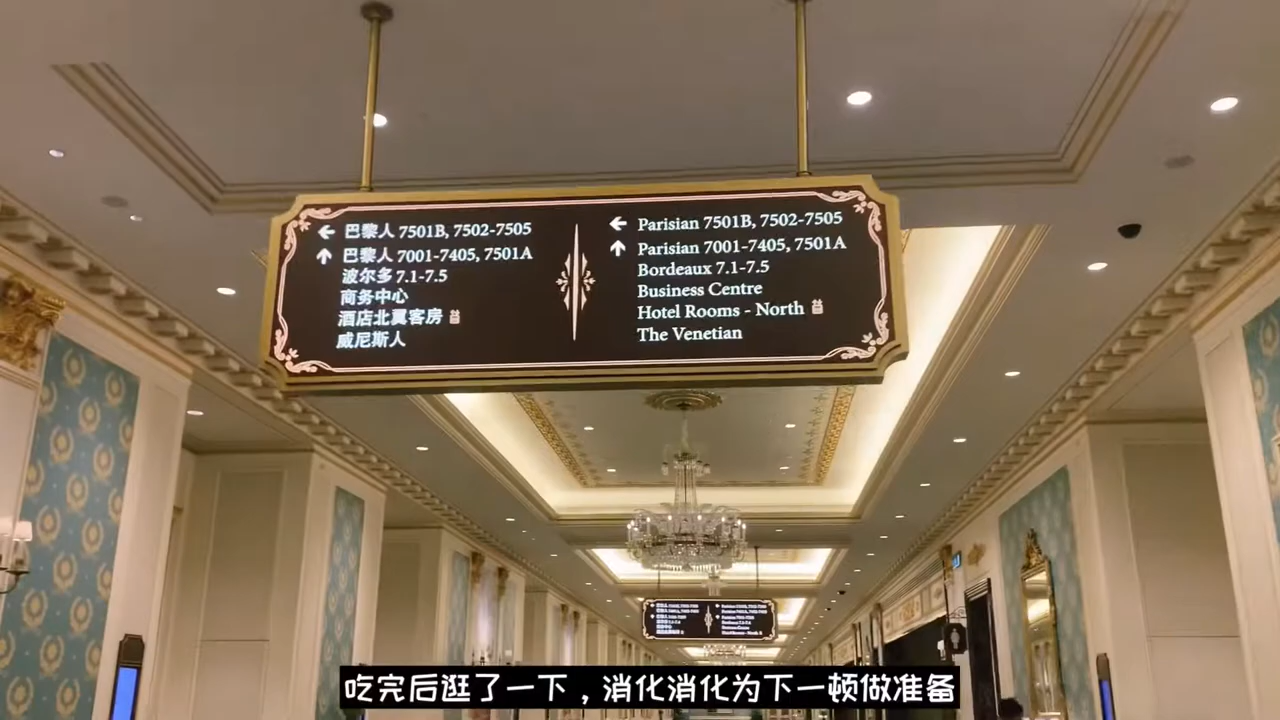 ← 巴黎人 7501B, 7502-7505
↑ 巴黎人 7001-7405, 7501A
波尔多 7.1-7.5
商务中心
酒店北翼客房
威尼斯人
← Parisian 7501B, 7502-7505
↑ Parisian 7001-7405, 7501A
Bordeaux 7.1-7.5
Business Centre
Hotel Rooms - North
The Venetian
吃完后逛了一下，消化消化为下一顿做准备